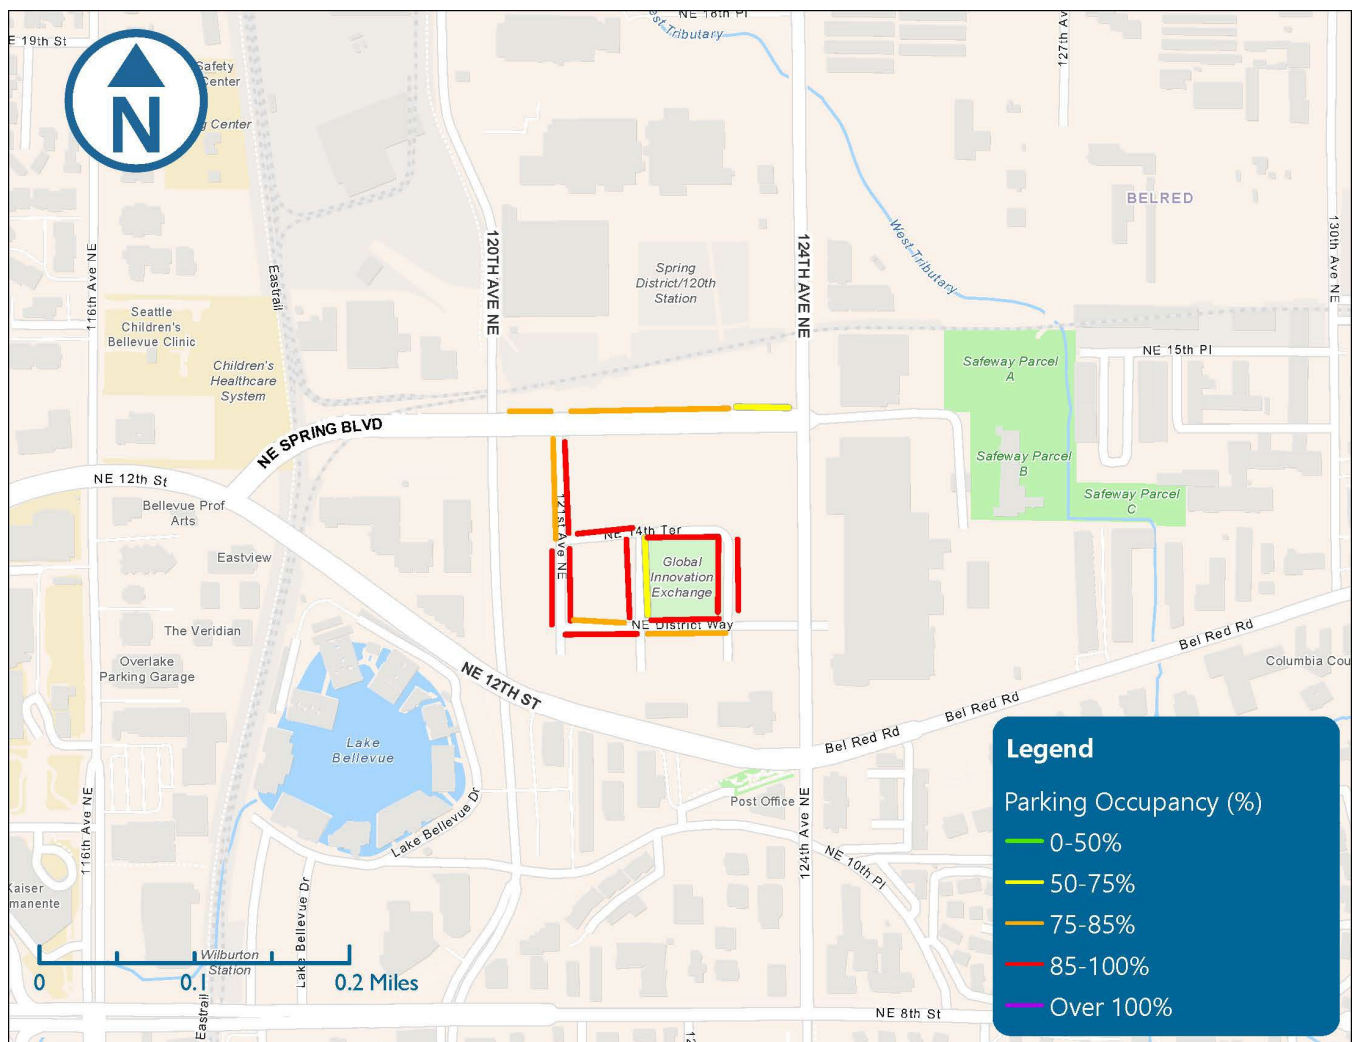 NE 18th Pl
E 19th St
West Tributary
127th Av
Safety
Center
g Center
N
BELRED
120TH AVE NE
124TH AVE NE
130th Ave NE
116th Ave NE
Eastrail
West Tributary
Spring
District/120th
Station
Seattle
Children's
Bellevue Clinic
Children's
Healthcare
System
NE 15th Pl
Safeway Parcel
A
NE SPRING BLVD
Safeway Parcel
B
Safeway Parcel
C
NE 12th St
Bellevue Prof
Arts
121st Ave NE
NE 14th Ter
Eastview
Global
Innovation
Exchange
The Veridian
NE District Way
Bel Red Rd
Overlake
Parking Garage
NE 12TH ST
Columbia Cou
Bel Red Rd
Bel Red Rd
Lake
Bellevue
Post Office
116th Ave NE
Lake Bellevue Dr
124th Ave NE
NE 10th Pl
Kaiser
manente
Lake Bellevue Dr
Wilburton
Station
Eastrail
NE 8th St
12
0
0.1
0.2 Miles
Legend
Parking Occupancy (%)
0-50%
50-75%
75-85%
85-100%
Over 100%